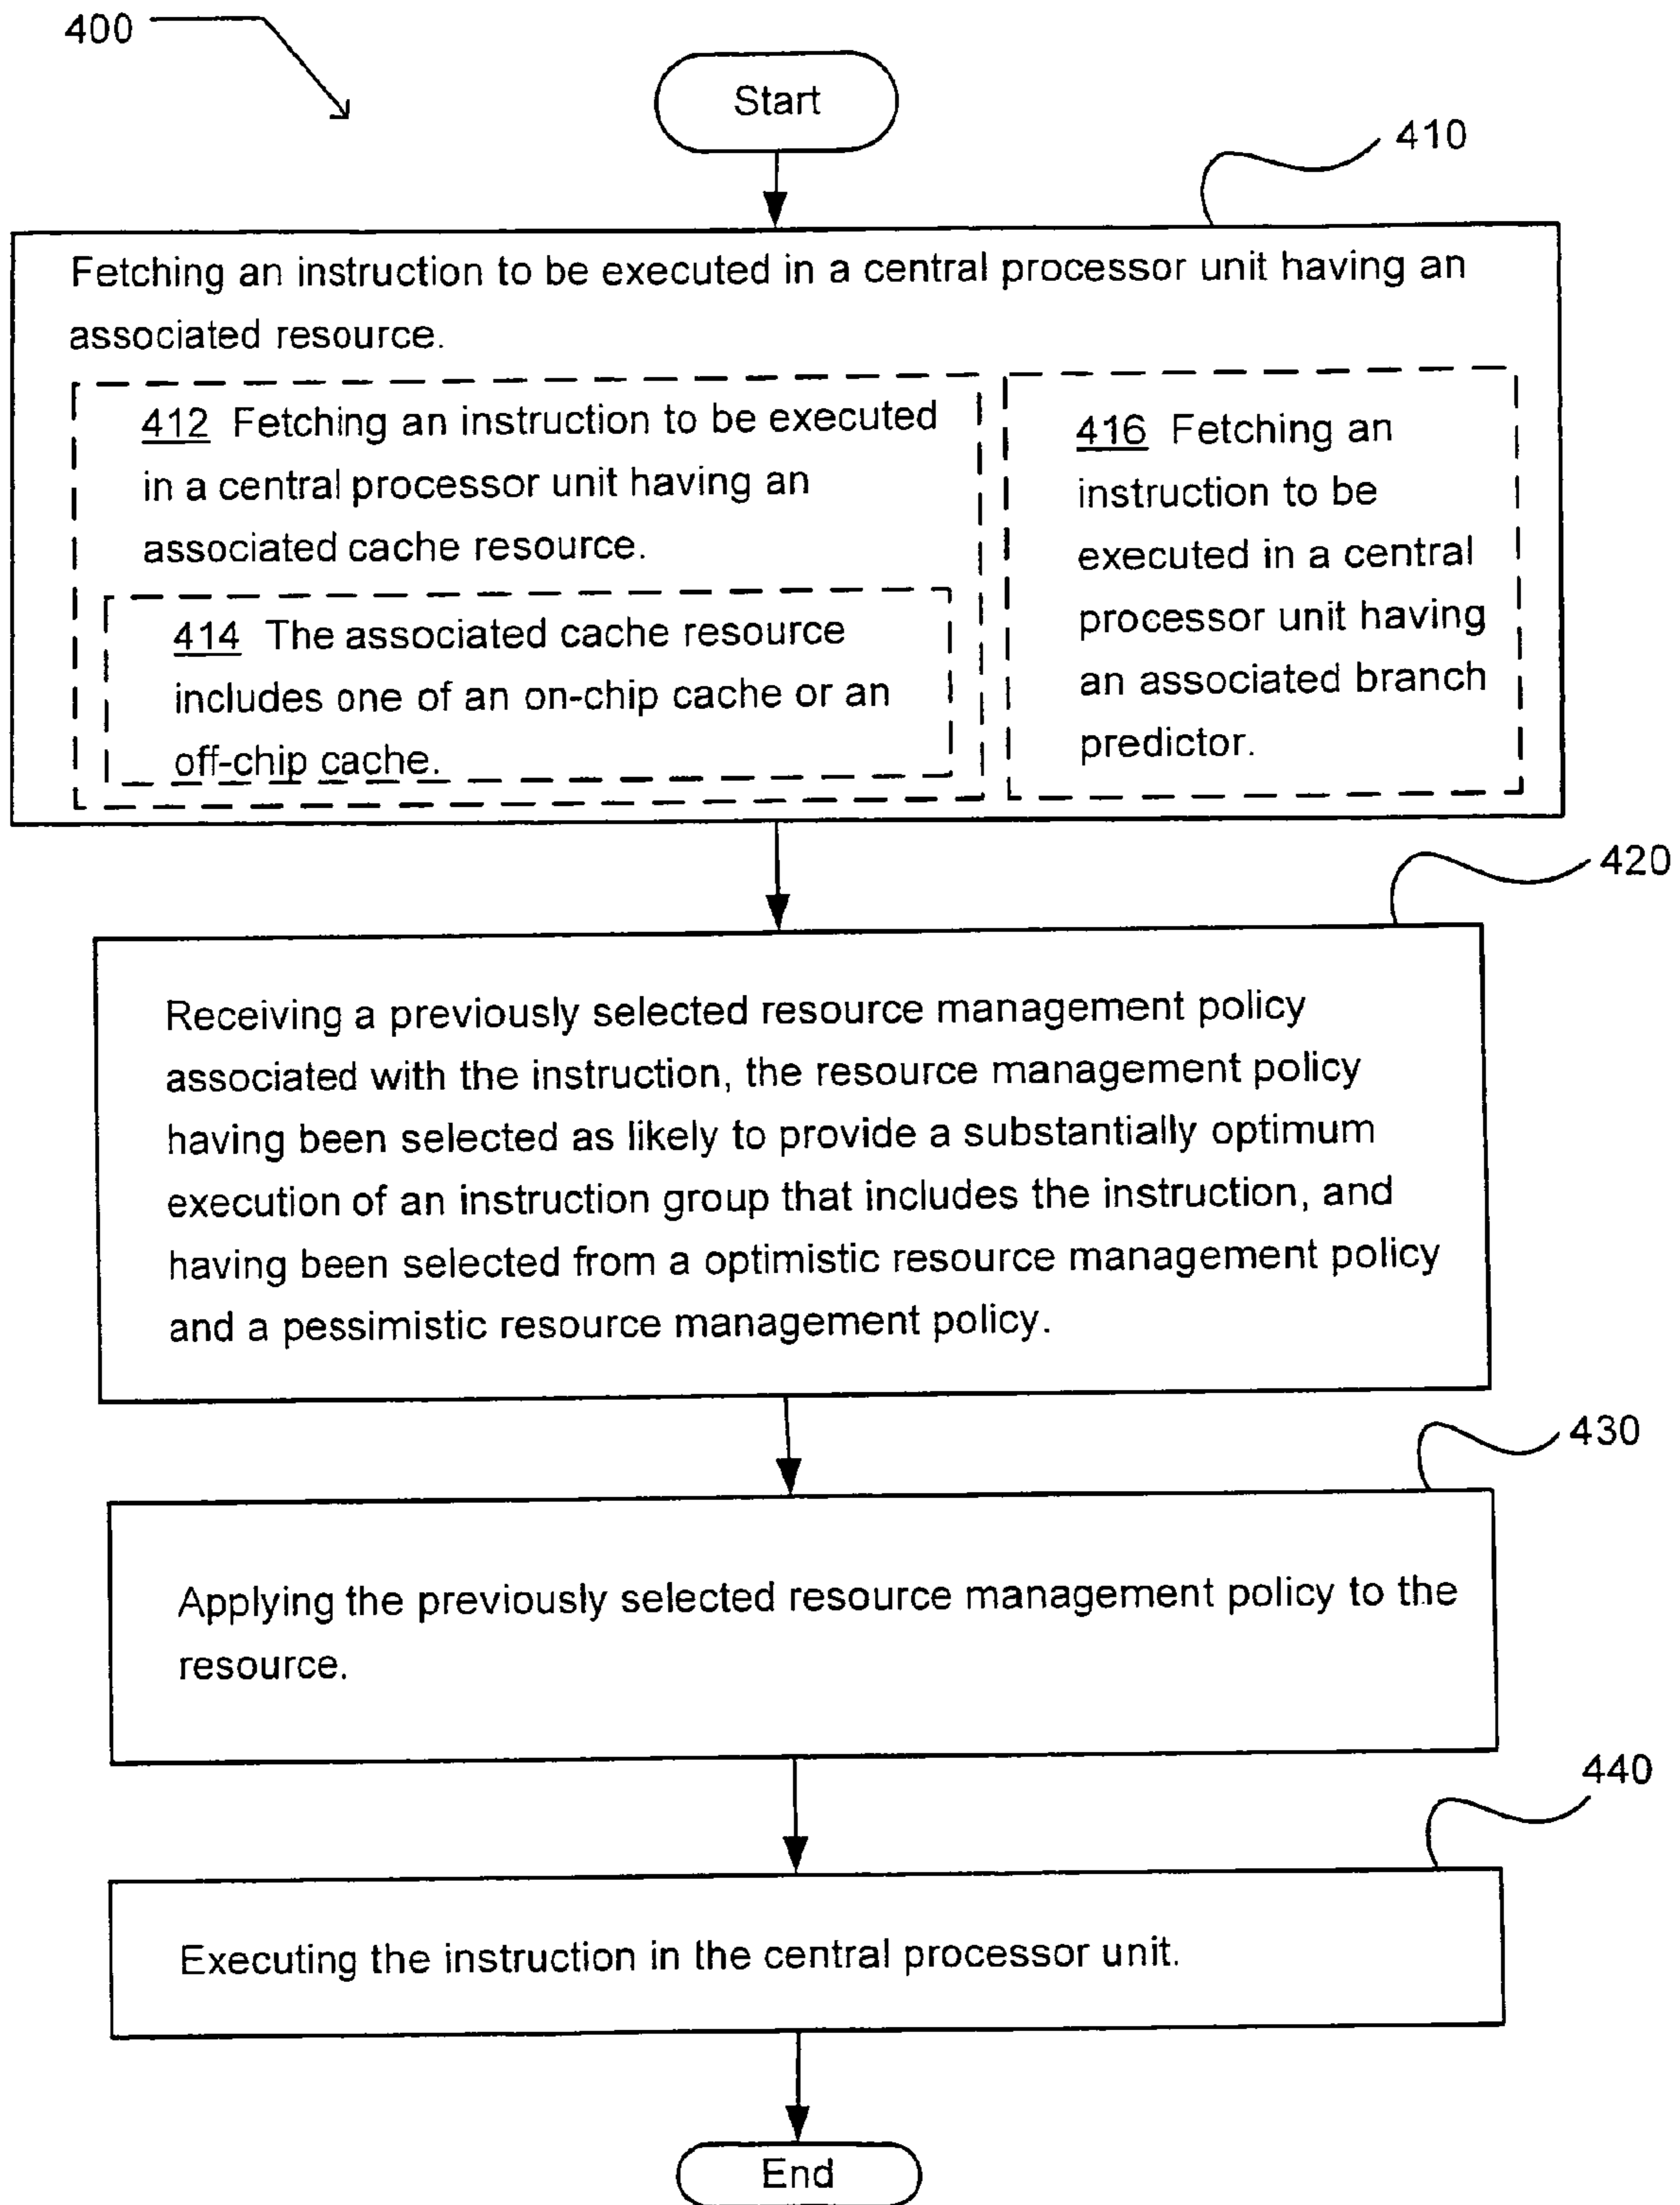 400
Start
410
Fetching an instruction to be executed in a central processor unit having an
associated resource.
412 Fetching an instruction to be executed
in a central processor unit having an
associated cache resource.
414 The associated cache resource
includes one of an on-chip cache or an
off-chip cache.
416 Fetching an
instruction to be
executed in a central
processor unit having
an associated branch
predictor.
420
Receiving a previously selected resource management policy
associated with the instruction, the resource management policy
having been selected as likely to provide a substantially optimum
execution of an instruction group that includes the instruction, and
having been selected from a optimistic resource management policy
and a pessimistic resource management policy.
430
Applying the previously selected resource management policy to the
resource.
440
Executing the instruction in the central processor unit.
End